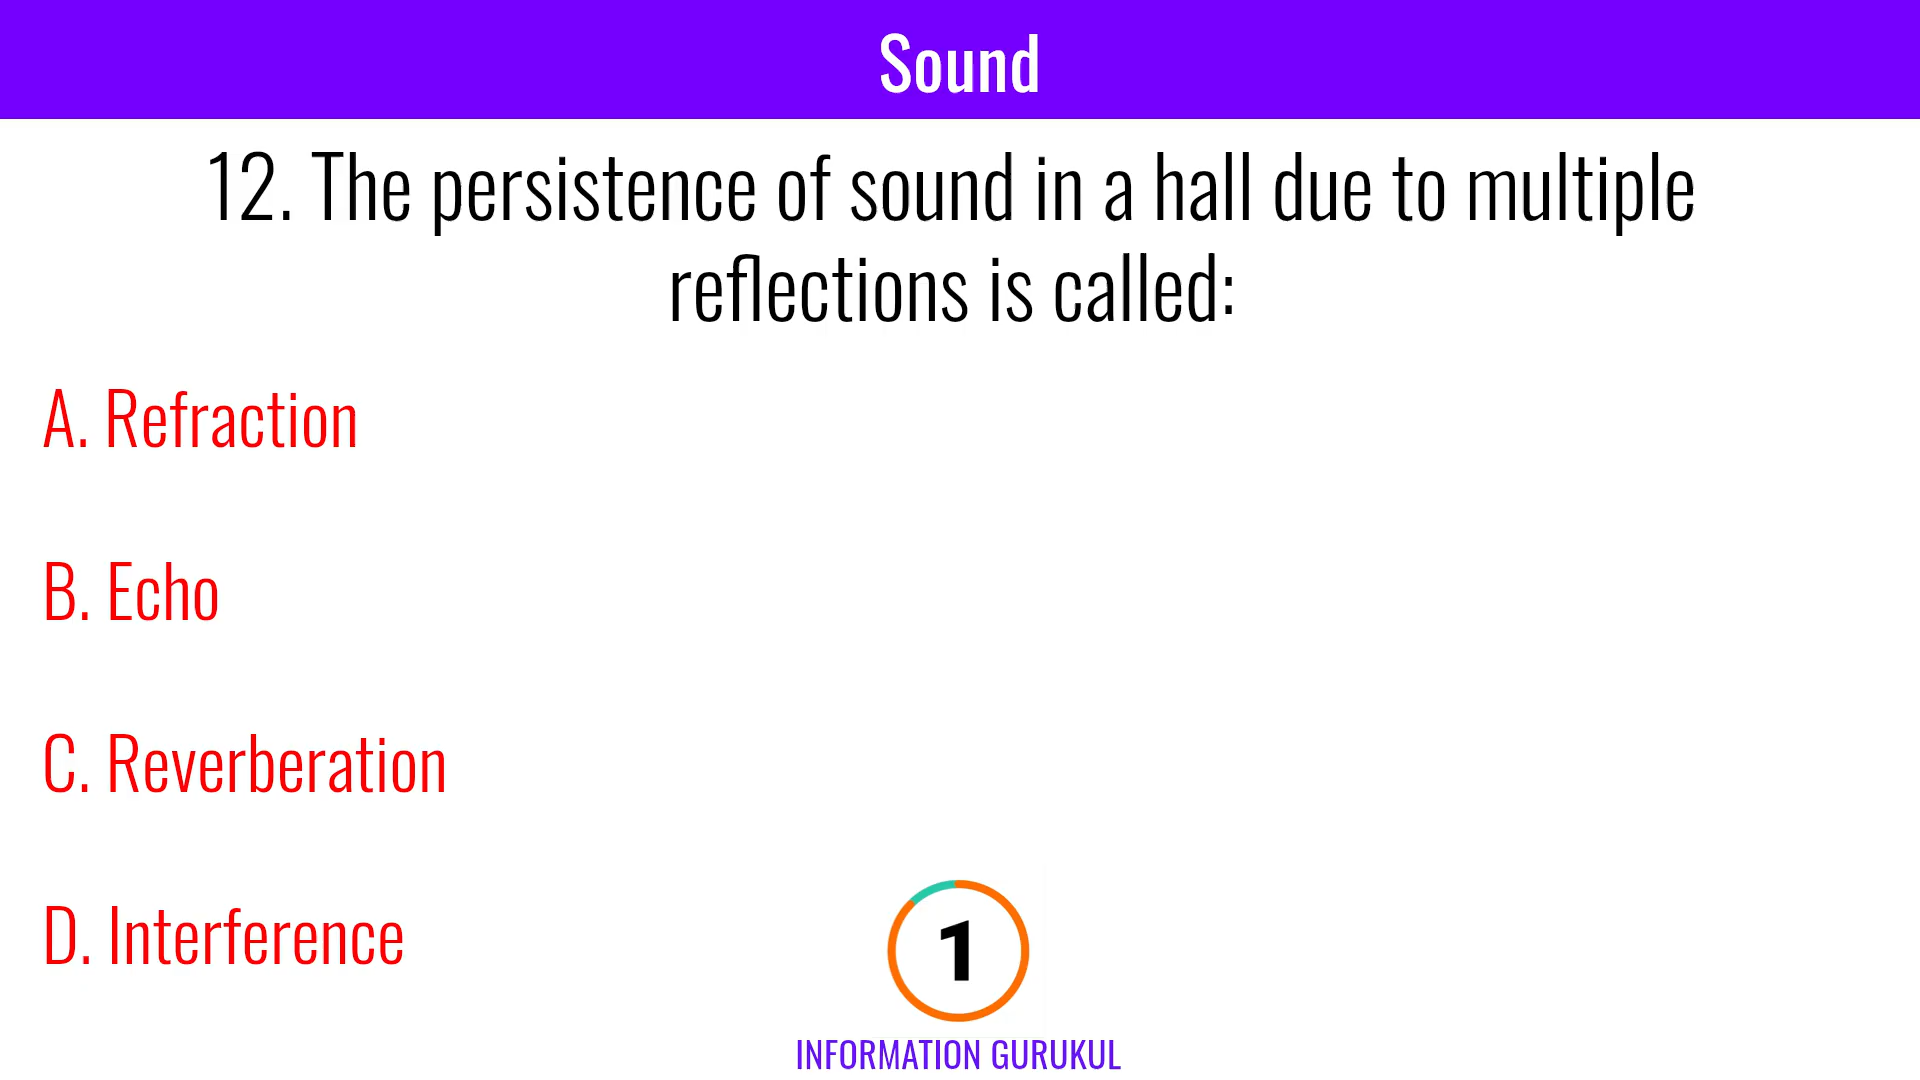 Sound
12. The persistence of sound in a hall due to multiple
reflections is called:
A. Refraction
B. Echo
C. Reverberation
D. Interference
1
INFORMATION GURUKUL